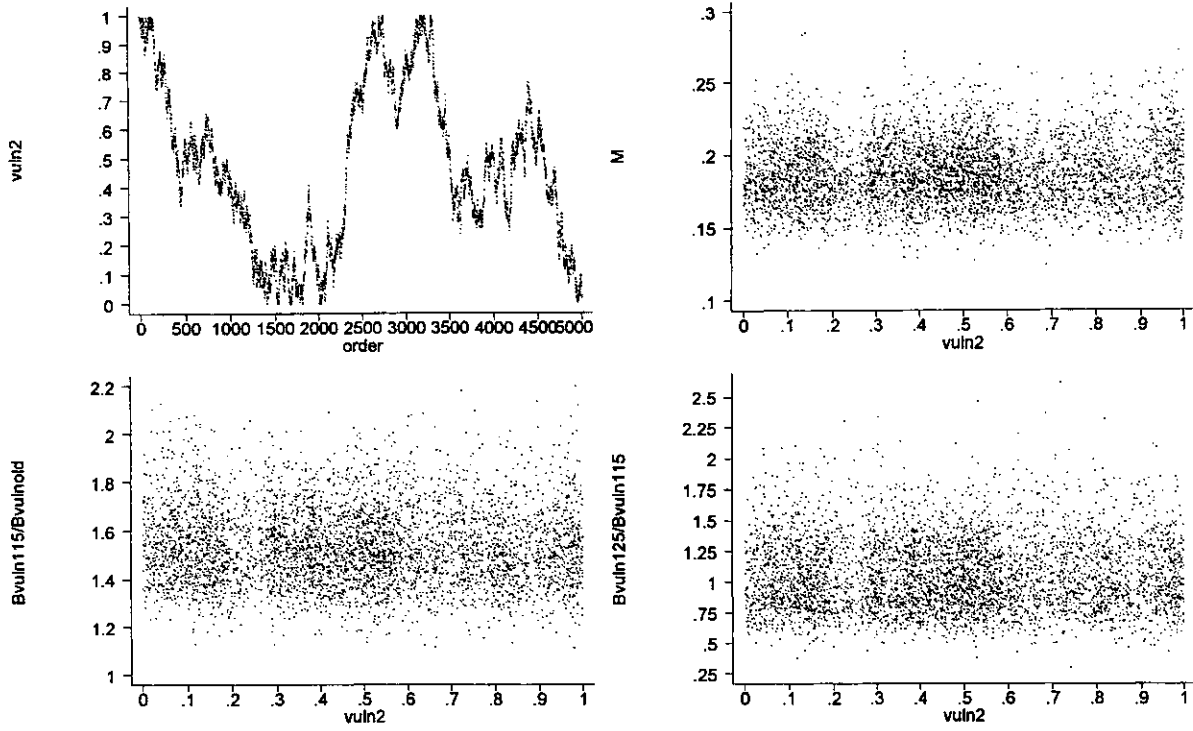 vuln2
1
.9
.8
.7
.6
.5
.4
.3
.2
.1
0
0 500 1000 1500 2000 2500 3000 3500 4000 45005000
order
M
.3
.25
.2
.15
.1
0 .1 .2 .3 .4 .5 .6 .7 .8 .9 1
vuln2
Bvuln115/Bvulnold
2.2
2
1.8
1.6
1.4
1.2
1
0 .1 .2 .3 .4 .5 .6 .7 .8 .9 1
vuln2
Bvuln125/Bvuln115
2.5
2.25
2
1.75
1.5
1.25
1
.75
.5
.25
0 .1 .2 .3 .4 .5 .6 .7 .8 .9 1
vuln2